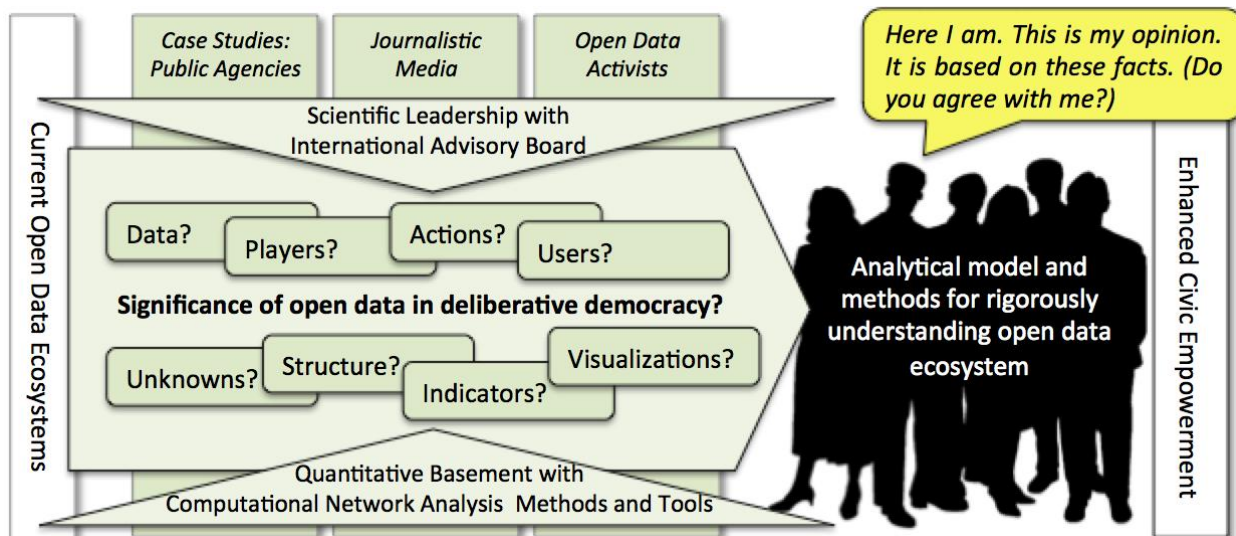 Case Studies:
Public Agencies
Journalistic
Media
Open Data
Activists
Here I am. This is my opinion.
It is based on these facts. (Do
you agree with me?)
Scientific Leadership with
International Advisory Board
Current Open Data Ecosystems
Data?
Players?
Actions?
Users?
Significance of open data in deliberative democracy?
Unknowns?
Structure?
Indicators?
Visualizations?
Quantitative Basement with
Computational Network Analysis Methods and Tools
Analytical model and
methods for rigorously
understanding open data
ecosystem
Enhanced Civic Empowerment